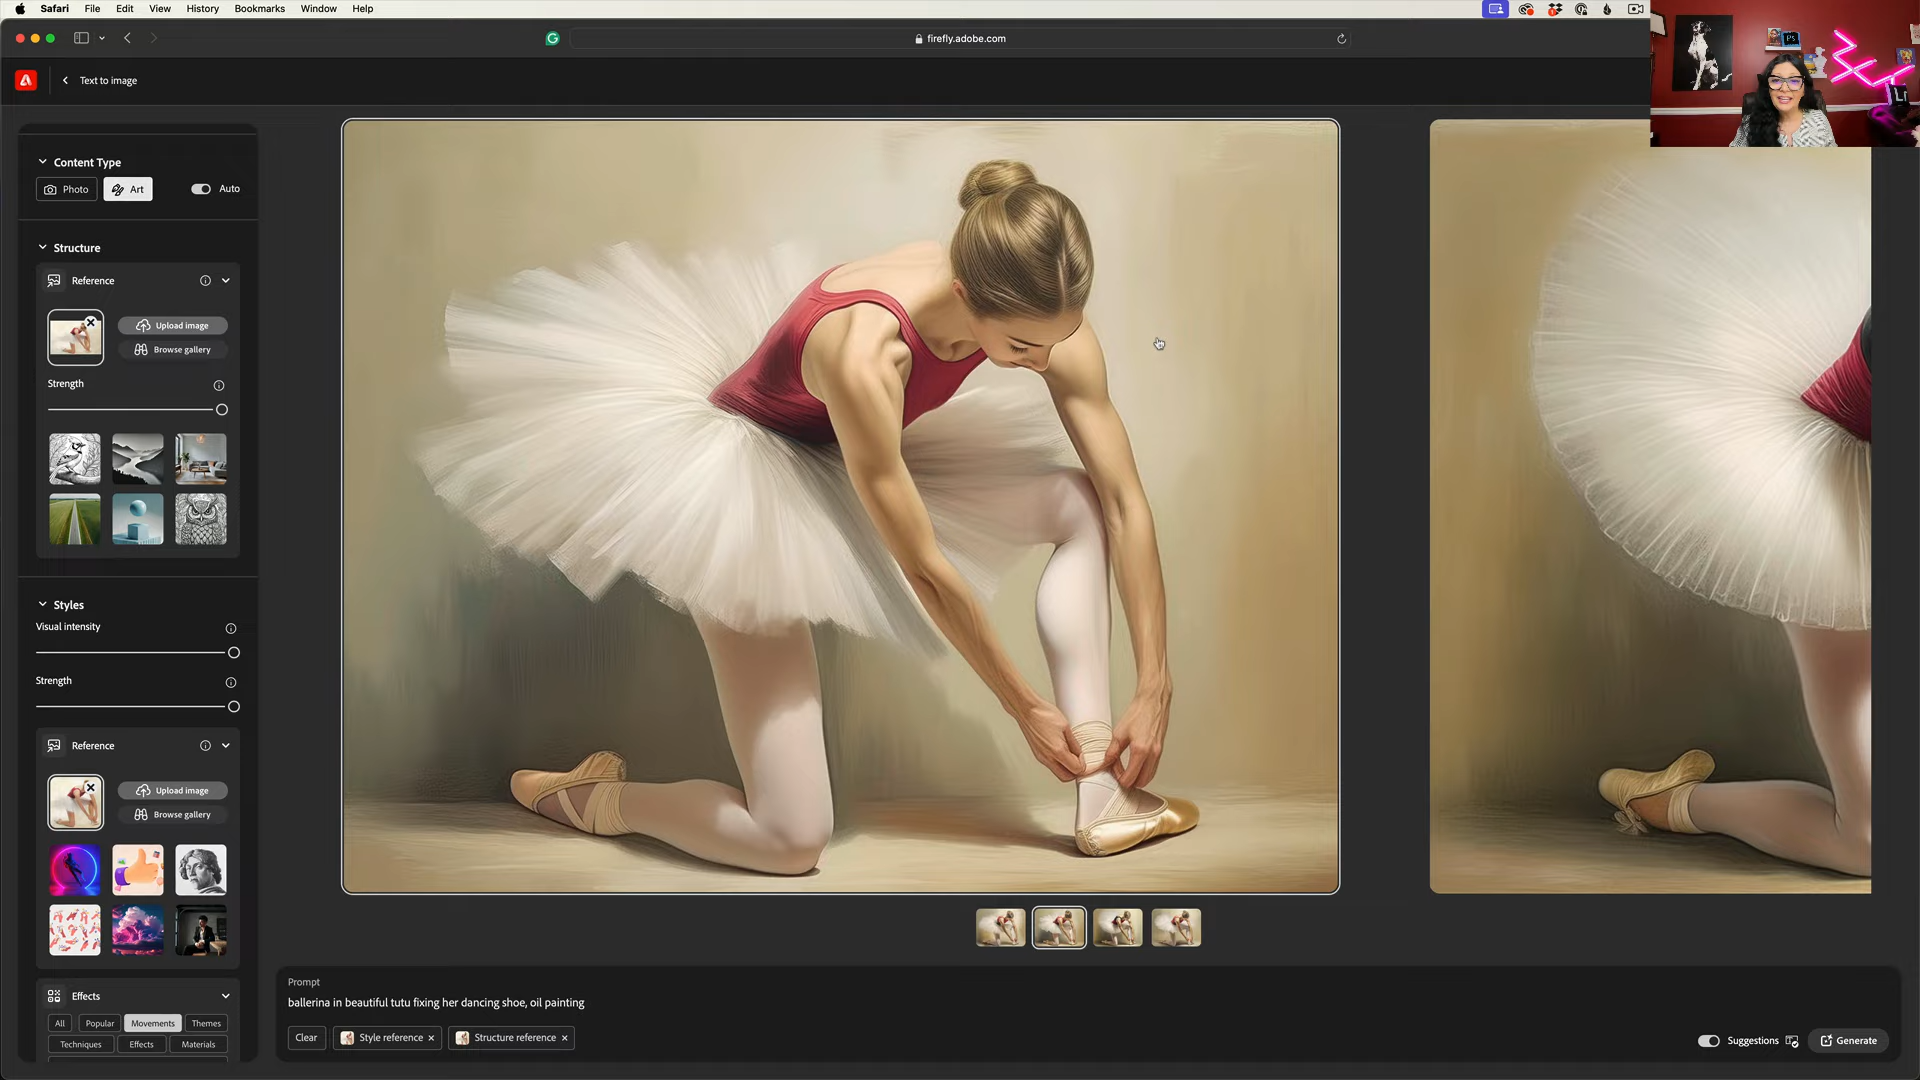 Safari File Edit View History Bookmarks Window Help
firefly.adobe.com
Text to image
Ps
Lr
Content Type
Photo Art Auto
Structure
Reference
Upload image
Browse gallery
Strength
Styles
Visual intensity
Strength
Reference
Upload image
Browse gallery
Effects
All Popular Movements Themes
Techniques Effects Materials
Prompt
ballerina in beautiful tutu fixing her dancing shoe, oil painting
Clear Style reference Structure reference
Suggestions Generate